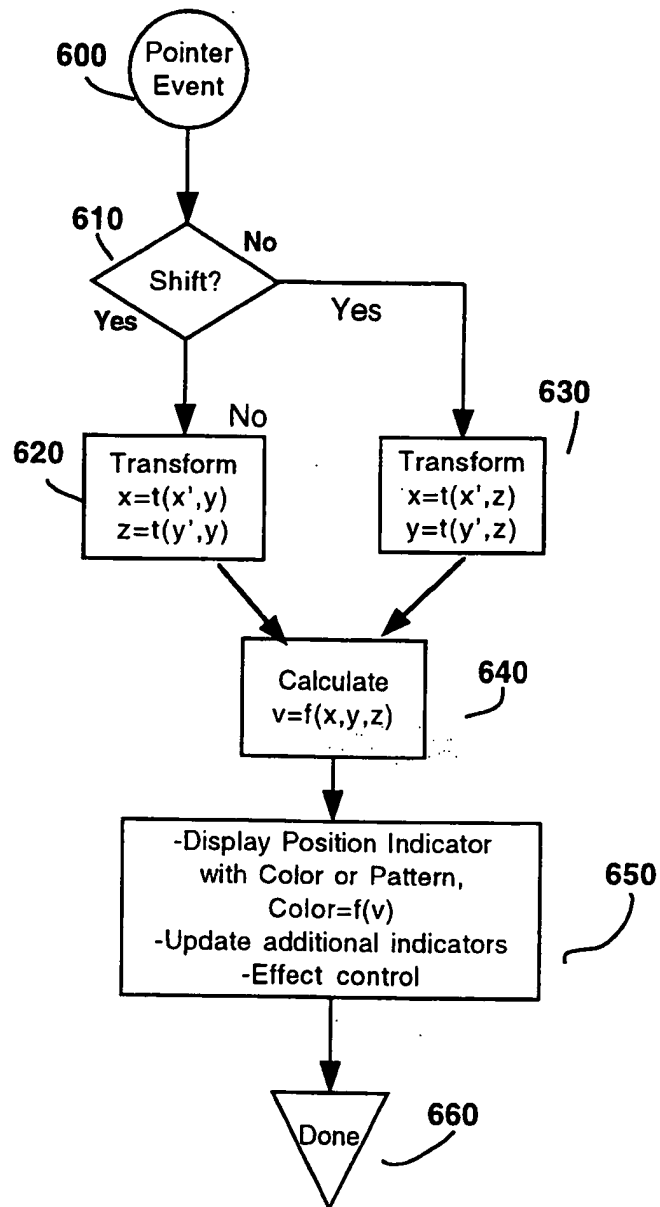 600
Pointer
Event
610
No
Shift?
Yes
Yes
No
630
620
Transform
x=t(x',y)
z=t(y',y)
Transform
x=t(x',z)
y=t(y',z)
Calculate
v=f(x,y,z)
640
-Display Position Indicator
with Color or Pattern,
Color=f(v)
-Update additional indicators
-Effect control
650
Done
660